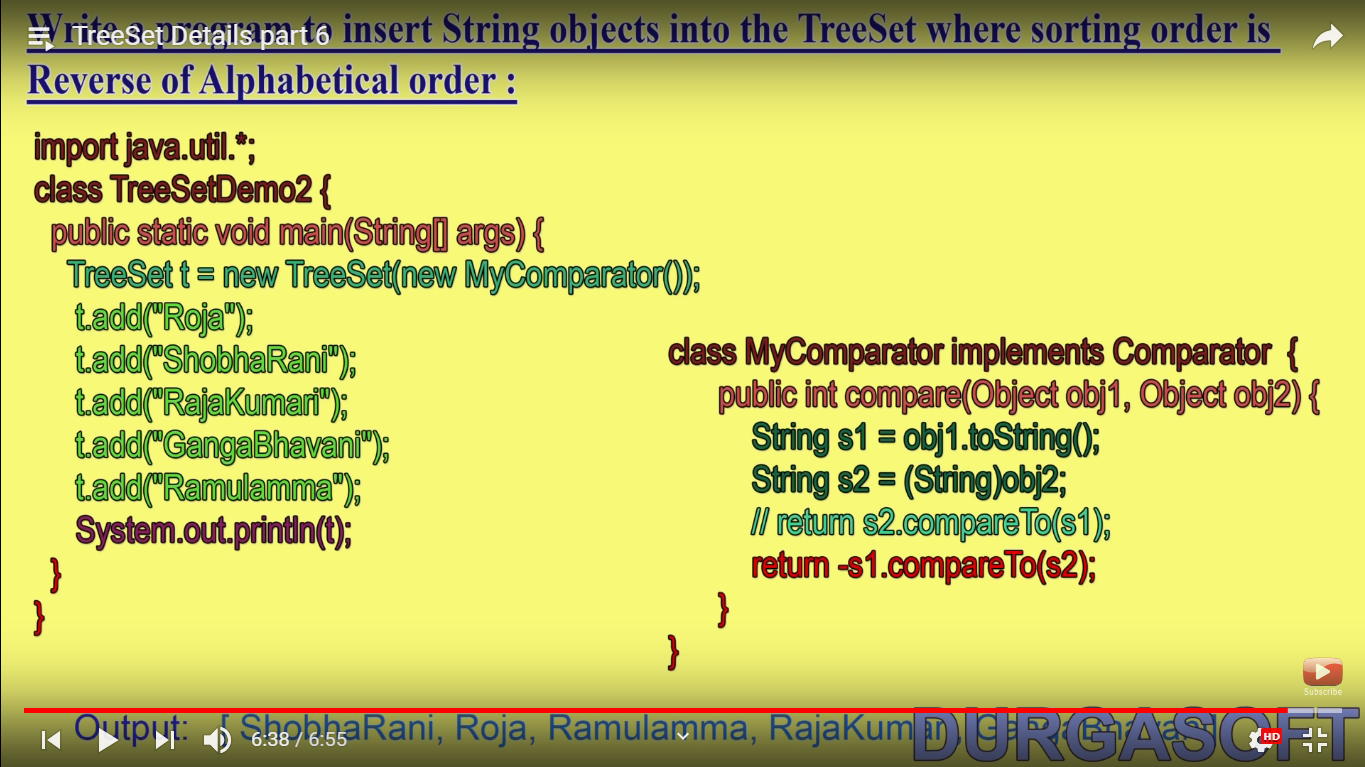 TreeSet Details part 6
Write a program to insert String objects into the TreeSet where sorting order is
Reverse of Alphabetical order :
import java.util.*;
class TreeSetDemo2 {
public static void main(String[] args) {
TreeSet t = new TreeSet(new MyComparator());
t.add("Roja");
t.add("ShobhaRani");
t.add("RajaKumari");
t.add("GangaBhavani");
t.add("Ramulamma");
System.out.println(t);
}
}
class MyComparator implements Comparator {
public int compare(Object obj1, Object obj2) {
String s1 = obj1.toString();
String s2 = (String)obj2;
// return s2.compareTo(s1);
return -s1.compareTo(s2);
}
}
Subscribe
Output: [ ShobhaRani, Roja, Ramulamma, RajaKumari, GangaBhavani]
DURGASOFT
6:38 / 6:55
HD